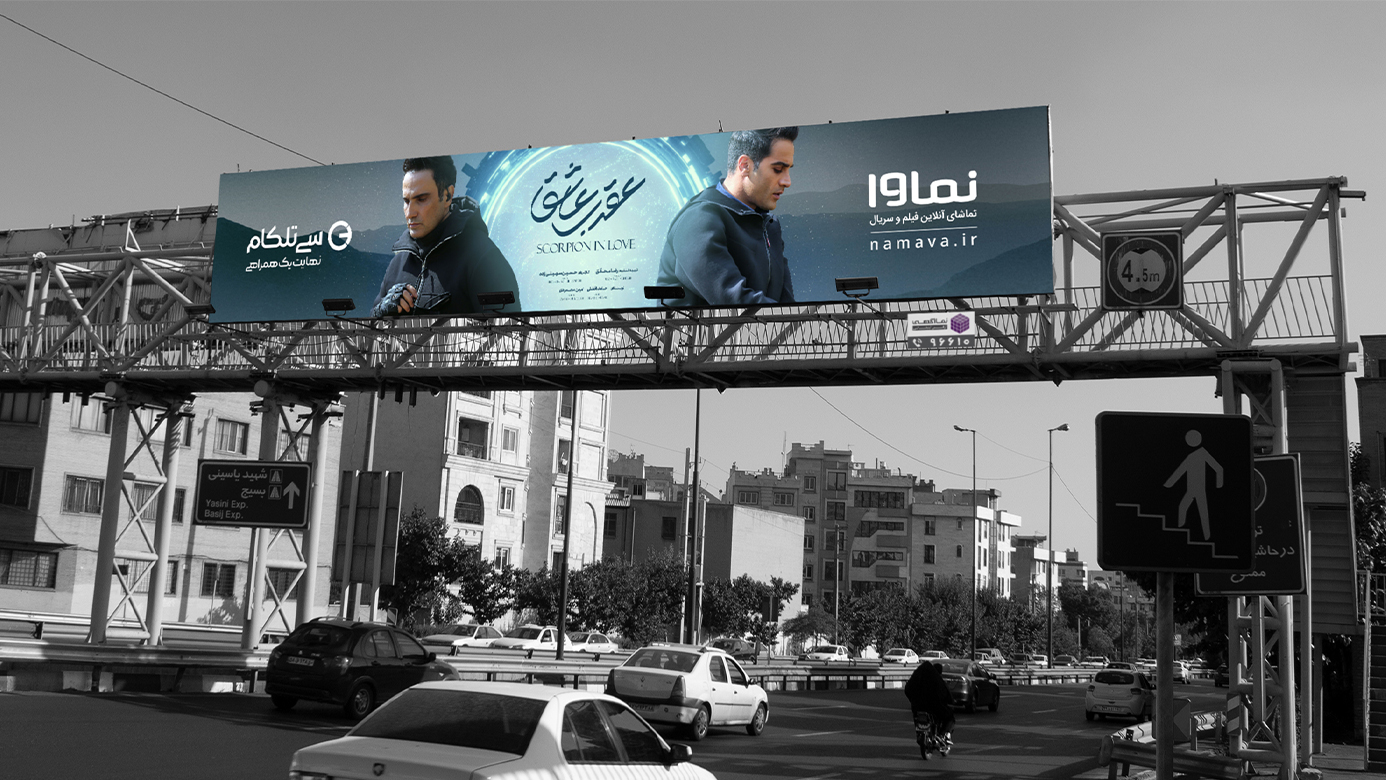 نماوا
تماشای آنلاین فیلم و سریال
namava.ir
عقرب عاشق
SCORPION IN LOVE
سی‌تلکام
نهایت یک همراهی
4.5m
نماآگهی
۹۶۶۱۰
شهید یاسینی
بسیج
Yasini Exp.
Basij Exp.